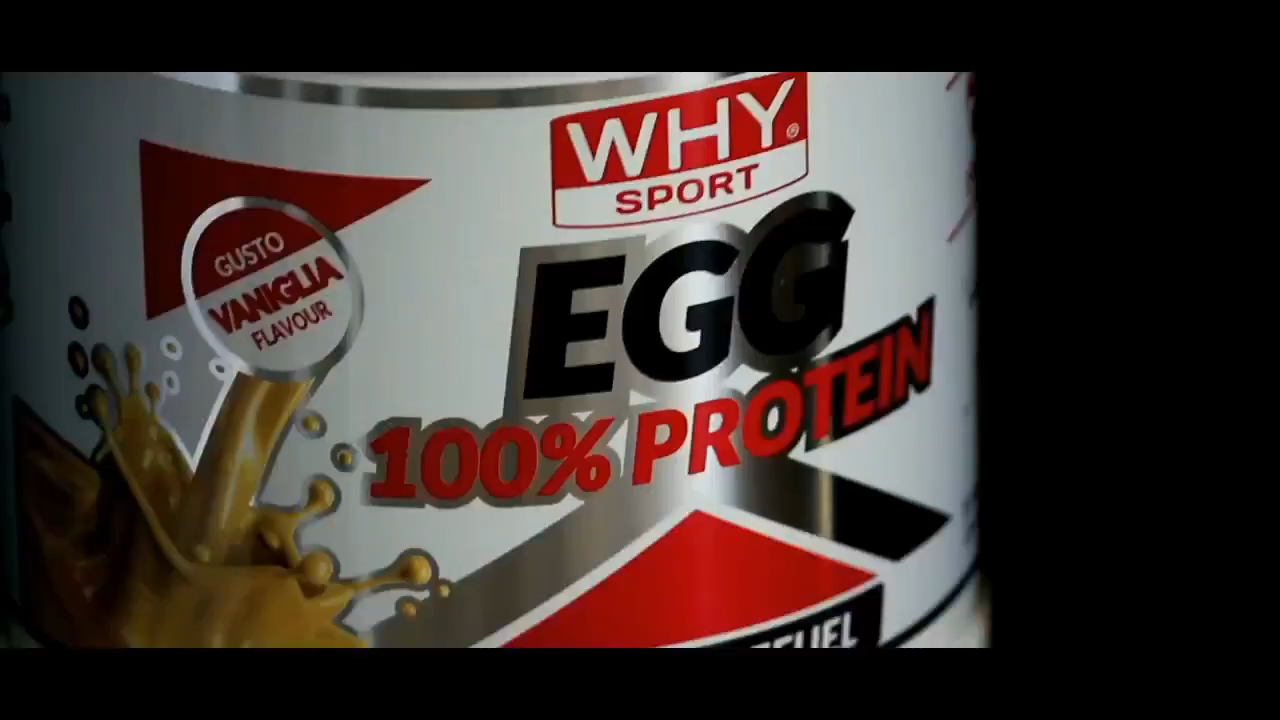 WHY®
SPORT
EGG
100% PROTEIN
GUSTO
VANIGLIA
FLAVOUR